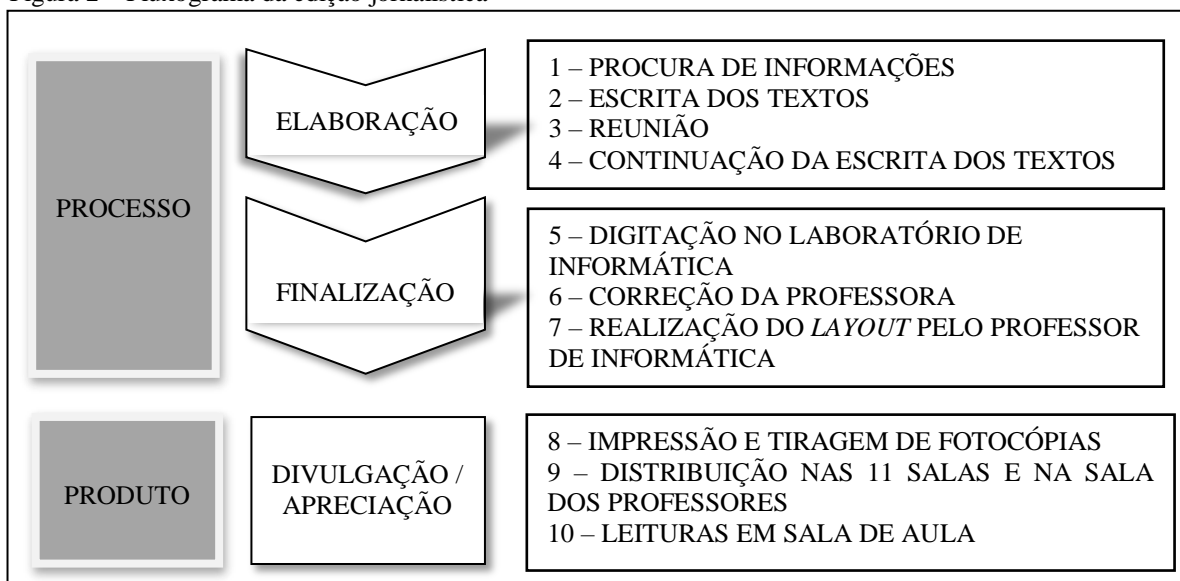 Figura 2 – Fluxograma da edição jornalística
PROCESSO
ELABORAÇÃO
1 – PROCURA DE INFORMAÇÕES
2 – ESCRITA DOS TEXTOS
3 – REUNIÃO
4 – CONTINUAÇÃO DA ESCRITA DOS TEXTOS
FINALIZAÇÃO
5 – DIGITAÇÃO NO LABORATÓRIO DE
INFORMÁTICA
6 – CORREÇÃO DA PROFESSORA
7 – REALIZAÇÃO DO LAYOUT PELO PROFESSOR
DE INFORMÁTICA
PRODUTO
DIVULGAÇÃO /
APRECIAÇÃO
8 – IMPRESSÃO E TIRAGEM DE FOTOCÓPIAS
9 – DISTRIBUIÇÃO NAS 11 SALAS E NA SALA
DOS PROFESSORES
10 – LEITURAS EM SALA DE AULA